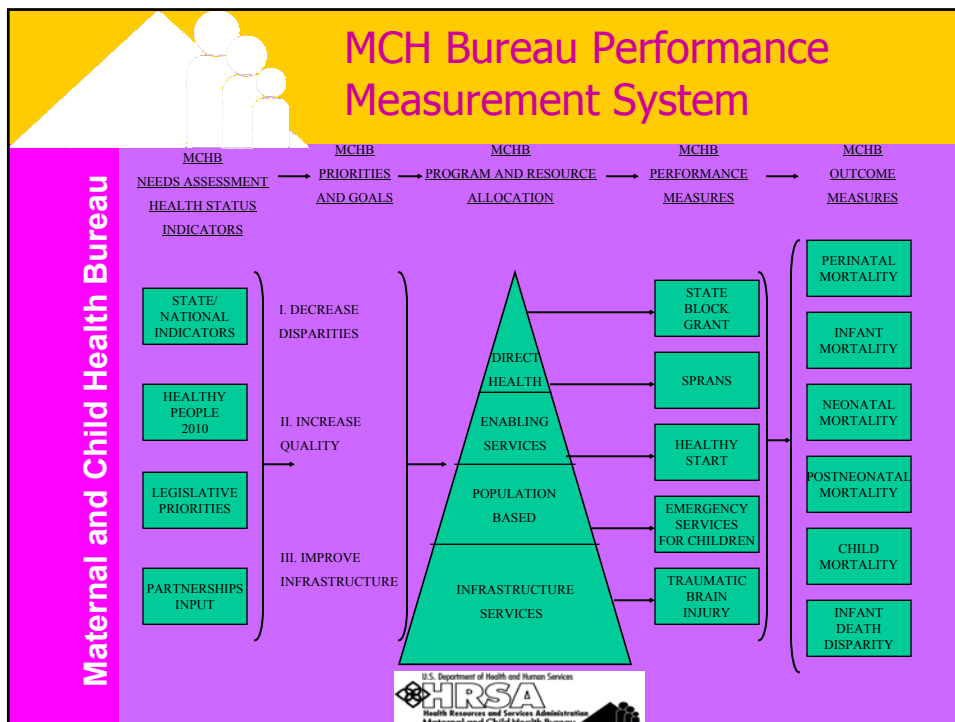 MCH Bureau Performance
Measurement System
Maternal and Child Health Bureau
MCHB
NEEDS ASSESSMENT
HEALTH STATUS
INDICATORS
MCHB
PRIORITIES
AND GOALS
MCHB
PROGRAM AND RESOURCE
ALLOCATION
MCHB
PERFORMANCE
MEASURES
MCHB
OUTCOME
MEASURES
STATE/
NATIONAL
INDICATORS
HEALTHY
PEOPLE
2010
LEGISLATIVE
PRIORITIES
PARTNERSHIPS
INPUT
I. DECREASE
DISPARITIES
II. INCREASE
QUALITY
III. IMPROVE
INFRASTRUCTURE
DIRECT
HEALTH
ENABLING
SERVICES
POPULATION
BASED
INFRASTRUCTURE
SERVICES
STATE
BLOCK
GRANT
SPRANS
HEALTHY
START
EMERGENCY
SERVICES
FOR CHILDREN
TRAUMATIC
BRAIN
INJURY
PERINATAL
MORTALITY
INFANT
MORTALITY
NEONATAL
MORTALITY
POSTNEONATAL
MORTALITY
CHILD
MORTALITY
INFANT
DEATH
DISPARITY
U.S. Department of Health and Human Services
HRSA
Health Resources and Services Administration
Maternal and Child Health Bureau